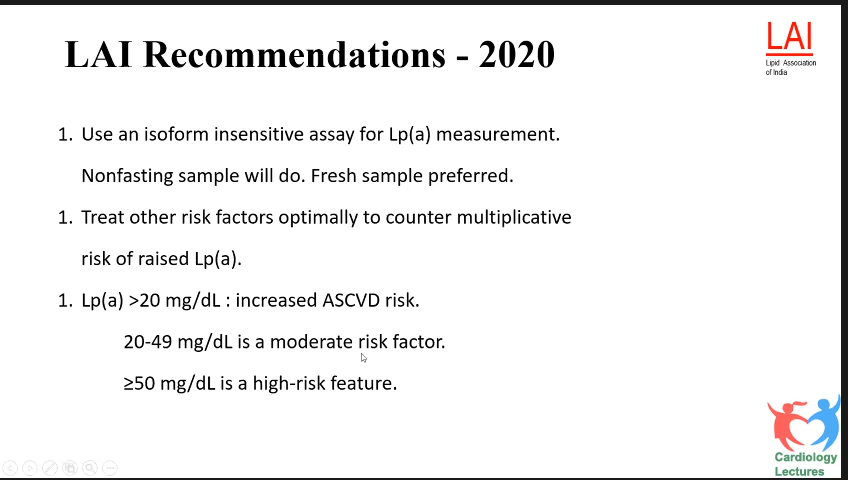 LAI Recommendations - 2020
LAI
Lipid Association
of India
1. Use an isoform insensitive assay for Lp(a) measurement.
Nonfasting sample will do. Fresh sample preferred.
1. Treat other risk factors optimally to counter multiplicative
risk of raised Lp(a).
1. Lp(a) >20 mg/dL : increased ASCVD risk.
20-49 mg/dL is a moderate risk factor.
≥50 mg/dL is a high-risk feature.
Cardiology
Lectures